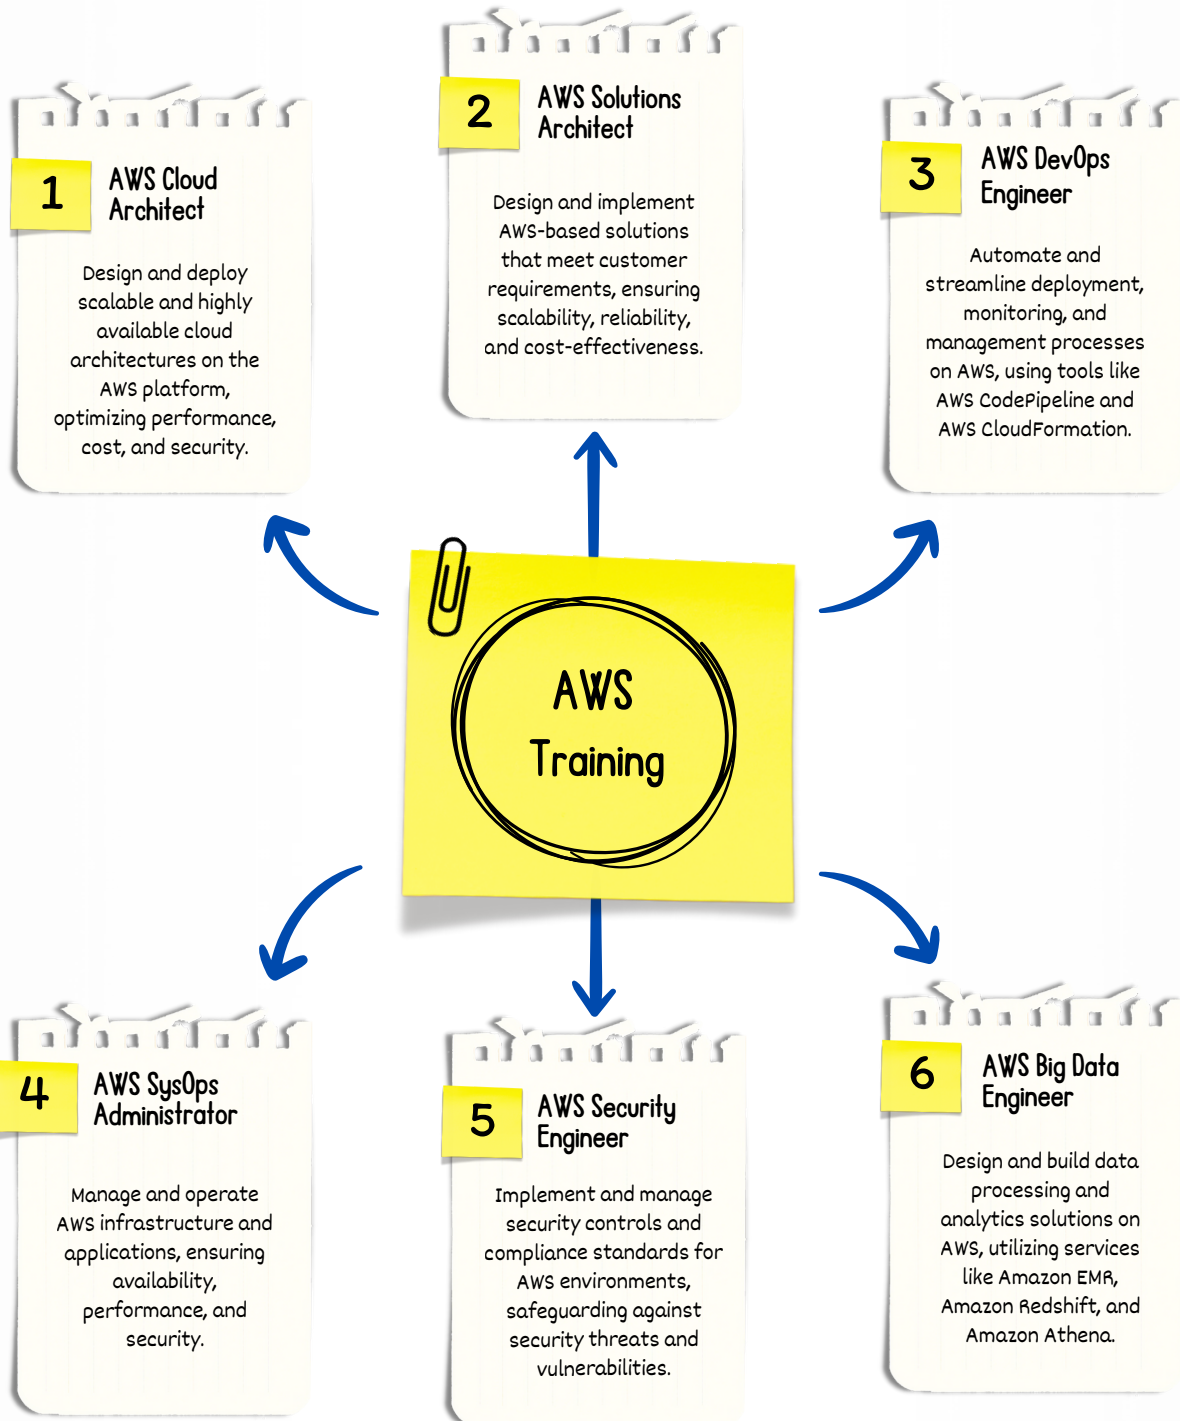 1
AWS Cloud
Architect
Design and deploy
scalable and highly
available cloud
architectures on the
AWS platform,
optimizing performance,
cost, and security.
2
AWS Solutions
Architect
Design and implement
AWS-based solutions
that meet customer
requirements, ensuring
scalability, reliability,
and cost-effectiveness.
3
AWS DevOps
Engineer
Automate and
streamline deployment,
monitoring, and
management processes
on AWS, using tools like
AWS CodePipeline and
AWS CloudFormation.
AWS
Training
4
AWS SysOps
Administrator
Manage and operate
AWS infrastructure and
applications, ensuring
availability,
performance, and
security.
5
AWS Security
Engineer
Implement and manage
security controls and
compliance standards for
AWS environments,
safeguarding against
security threats and
vulnerabilities.
6
AWS Big Data
Engineer
Design and build data
processing and
analytics solutions on
AWS, utilizing services
like Amazon EMR,
Amazon Redshift, and
Amazon Athena.